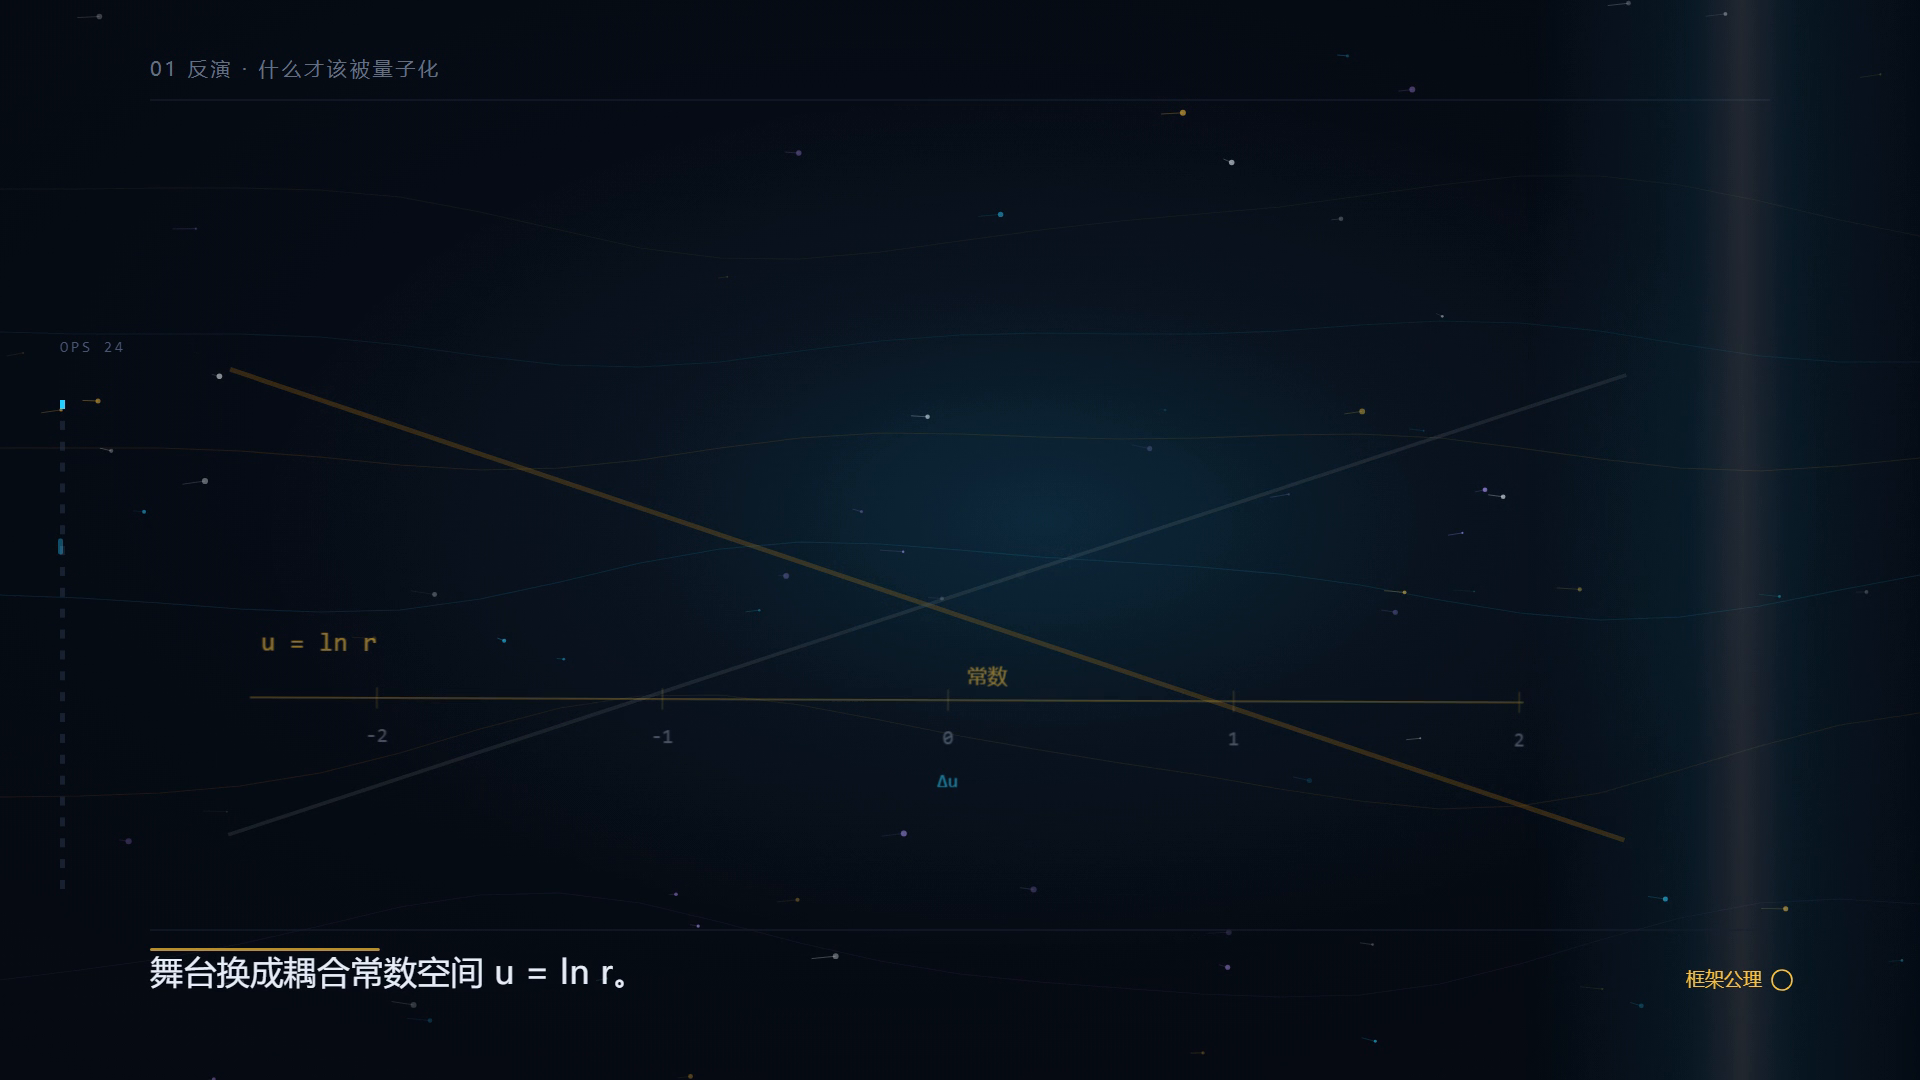 01 反演 · 什么才该被量子化
OPS 24
u = ln r
常数
-2 -1 0 1 2
Δu
舞台换成耦合常数空间 u = ln r。
框架公理